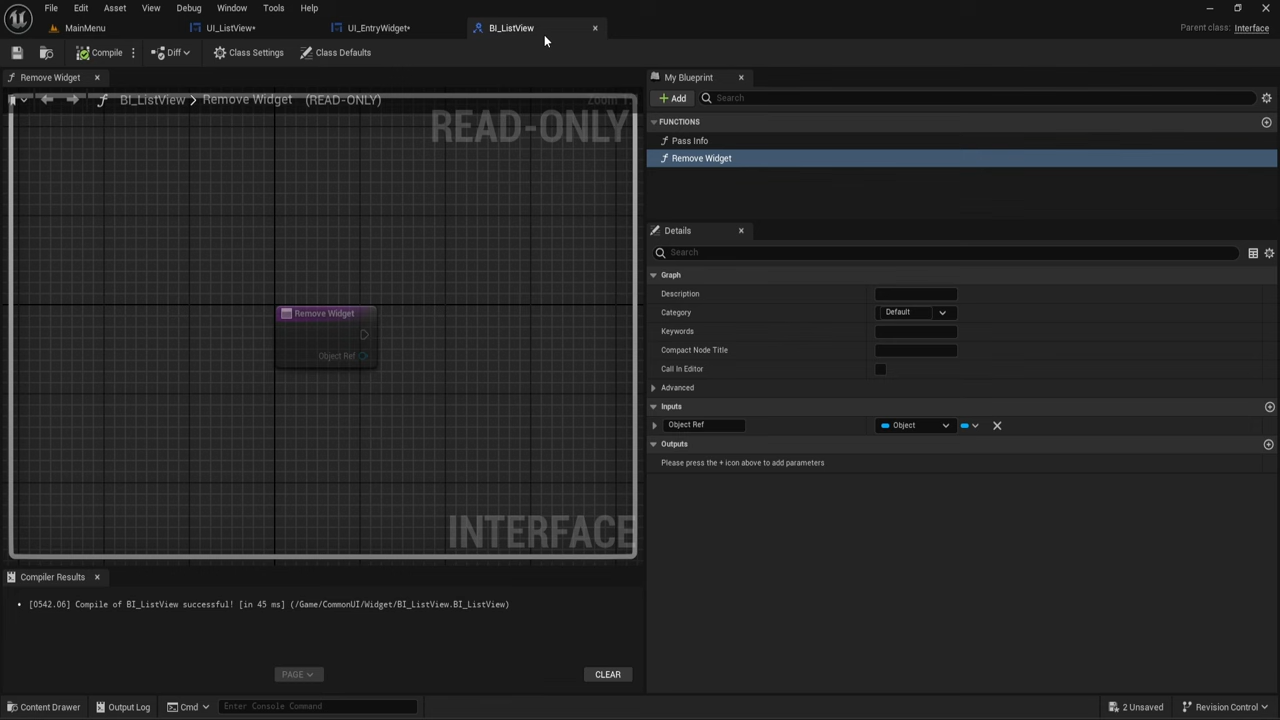 File Edit Asset View Debug Window Tools Help
MainMenu UI_ListView* UI_EntryWidget* BI_ListView Parent class: Interface
Compile Diff Class Settings Class Defaults
Remove Widget
BI_ListView Remove Widget (READ-ONLY)
READ-ONLY
Remove Widget
Object Ref
INTERFACE
Compiler Results
• [0542.06] Compile of BI_ListView successful! [in 45 ms] (/Game/CommonUI/Widget/BI_ListView.BI_ListView)
PAGE CLEAR
My Blueprint
Add Search
FUNCTIONS
Pass Info
Remove Widget
Details
Search
Graph
Description
Category Default
Keywords
Compact Node Title
Call In Editor
Advanced
Inputs
Object Ref Object
Outputs
Please press the + icon above to add parameters
Content Drawer Output Log Cmd Enter Console Command 2 Unsaved Revision Control